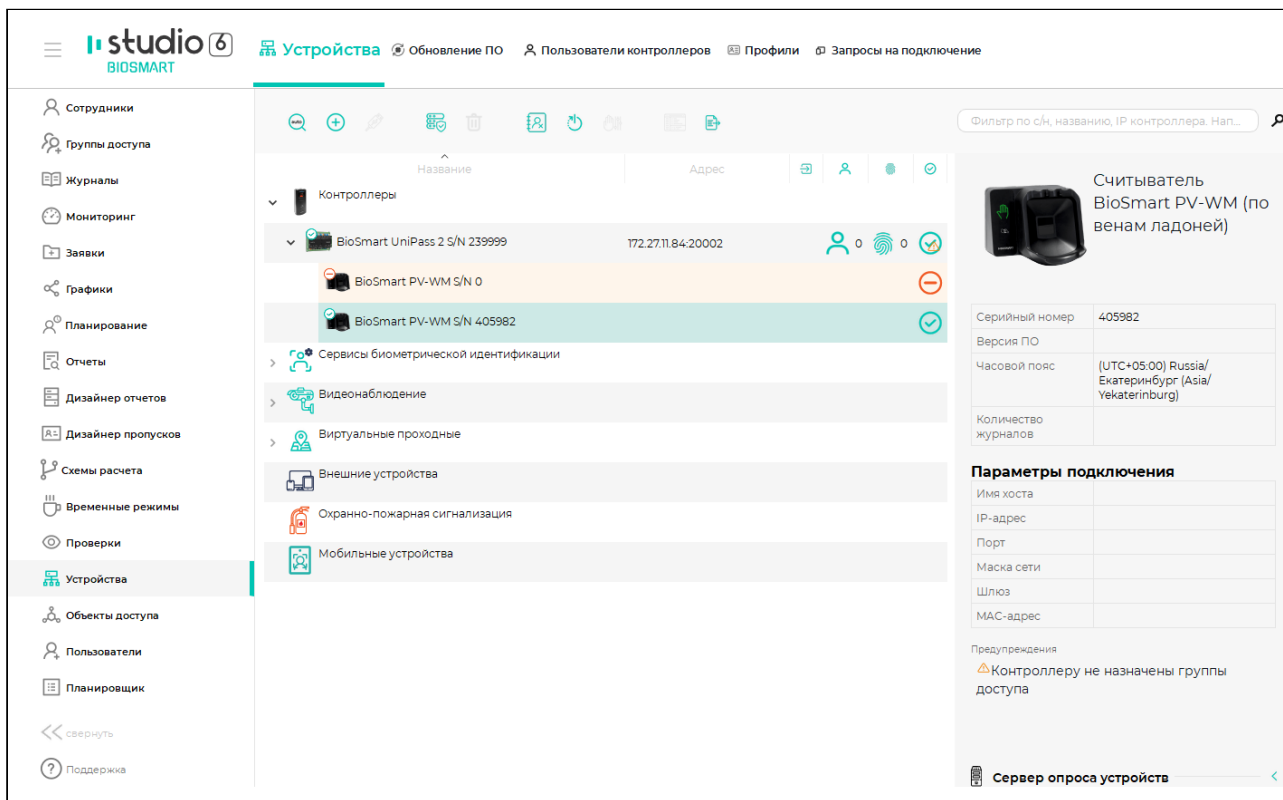 studio 6
BIOSMART
Устройства
Обновление ПО
Пользователи контроллеров
Профили
Запросы на подключение
Сотрудники
Группы доступа
Журналы
Мониторинг
Заявки
Графики
Планирование
Отчеты
Дизайнер отчетов
Дизайнер пропусков
Схемы расчета
Временные режимы
Проверки
Устройства
Объекты доступа
Пользователи
Планировщик
свернуть
Поддержка
Фильтр по с/н, названию, IP контроллера. Нап...
Название
Адрес
Контроллеры
BioSmart UniPass 2 S/N 239999
172.27.11.84:20002
0
0
BioSmart PV-WM S/N 0
BioSmart PV-WM S/N 405982
Сервисы биометрической идентификации
Видеонаблюдение
Виртуальные проходные
Внешние устройства
Охранно-пожарная сигнализация
Мобильные устройства
Считыватель
BioSmart PV-WM (по
венам ладоней)
Серийный номер
405982
Версия ПО
Часовой пояс
(UTC+05:00) Russia/
Екатеринбург (Asia/
Yekaterinburg)
Количество
журналов
Параметры подключения
Имя хоста
IP-адрес
Порт
Маска сети
Шлюз
MAC-адрес
Предупреждения
Контроллеру не назначены группы
доступа
Сервер опроса устройств